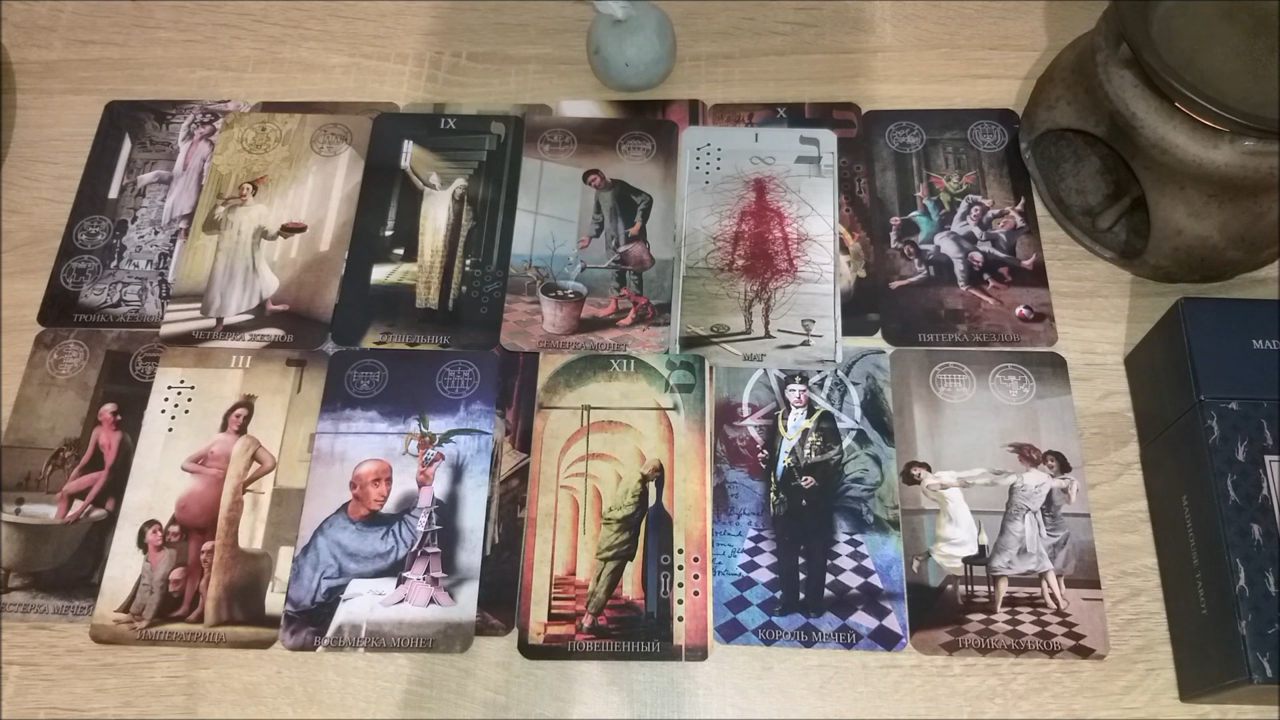 ТРОЙКА ЖЕЗЛОВ
ЧЕТВЕРКА ЖЕЗЛОВ
IX
ОТШЕЛЬНИК
СЕМЕРКА МОНЕТ
I
МАГ
X
ПЯТЕРКА ЖЕЗЛОВ
ЕСТЕРКА МЕЧЕЙ
III
ИМПЕРАТРИЦА
ВОСЬМЕРКА МОНЕТ
XII
ПОВЕШЕННЫЙ
КОРОЛЬ МЕЧЕЙ
ТРОЙКА КУБКОВ
MAD
MADHOUSE TAROT